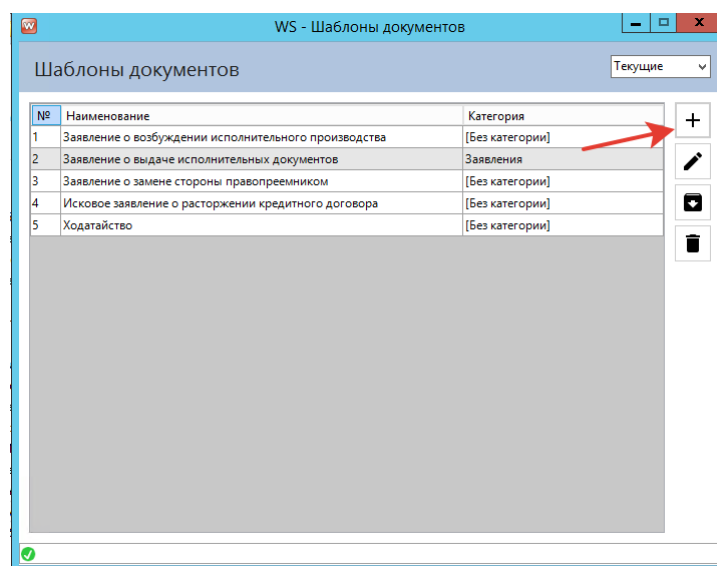 WS - Шаблоны документов
Шаблоны документов
Текущие
№ Наименование Категория
1 Заявление о возбуждении исполнительного производства [Без категории]
2 Заявление о выдаче исполнительных документов Заявления
3 Заявление о замене стороны правопреемником [Без категории]
4 Исковое заявление о расторжении кредитного договора [Без категории]
5 Ходатайство [Без категории]